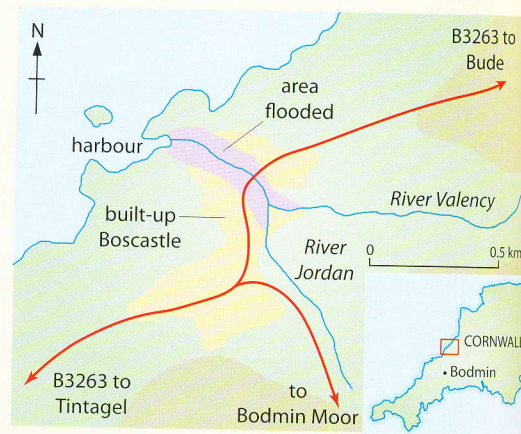 N
B3263 to
Bude
area
flooded
harbour
River Valency
built-up
Boscastle
River
Jordan
0
0.5 km
CORNWALL
Bodmin
B3263 to
Tintagel
to
Bodmin Moor